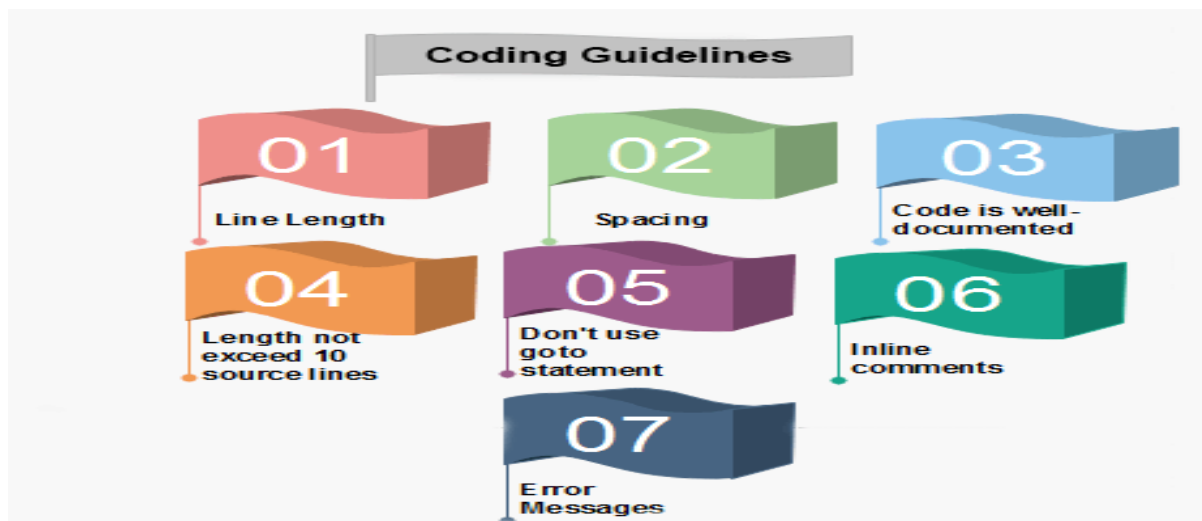 Coding Guidelines
01
Line Length
02
Spacing
03
Code is well-
documented
04
Length not
exceed 10
source lines
05
Don't use
goto
statement
06
Inline
comments
07
Error
Messages